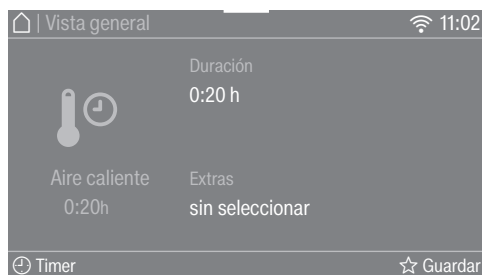 | Vista general
11:02
Duración
0:20 h
Aire caliente
0:20h
Extras
sin seleccionar
Timer
Guardar